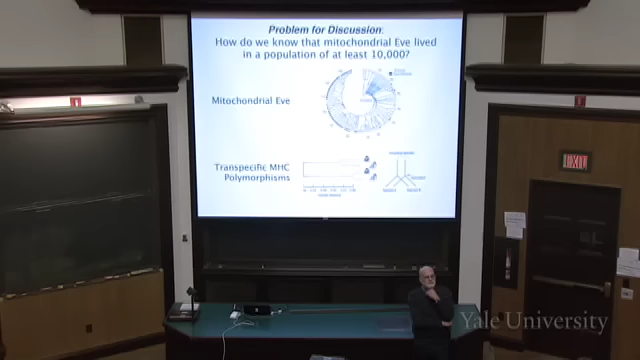 Problem for Discussion:
How do we know that mitochondrial Eve lived
in a population of at least 10,000?
Mitochondrial Eve
Transpecific MHC
Polymorphisms
EXIT
Yale University